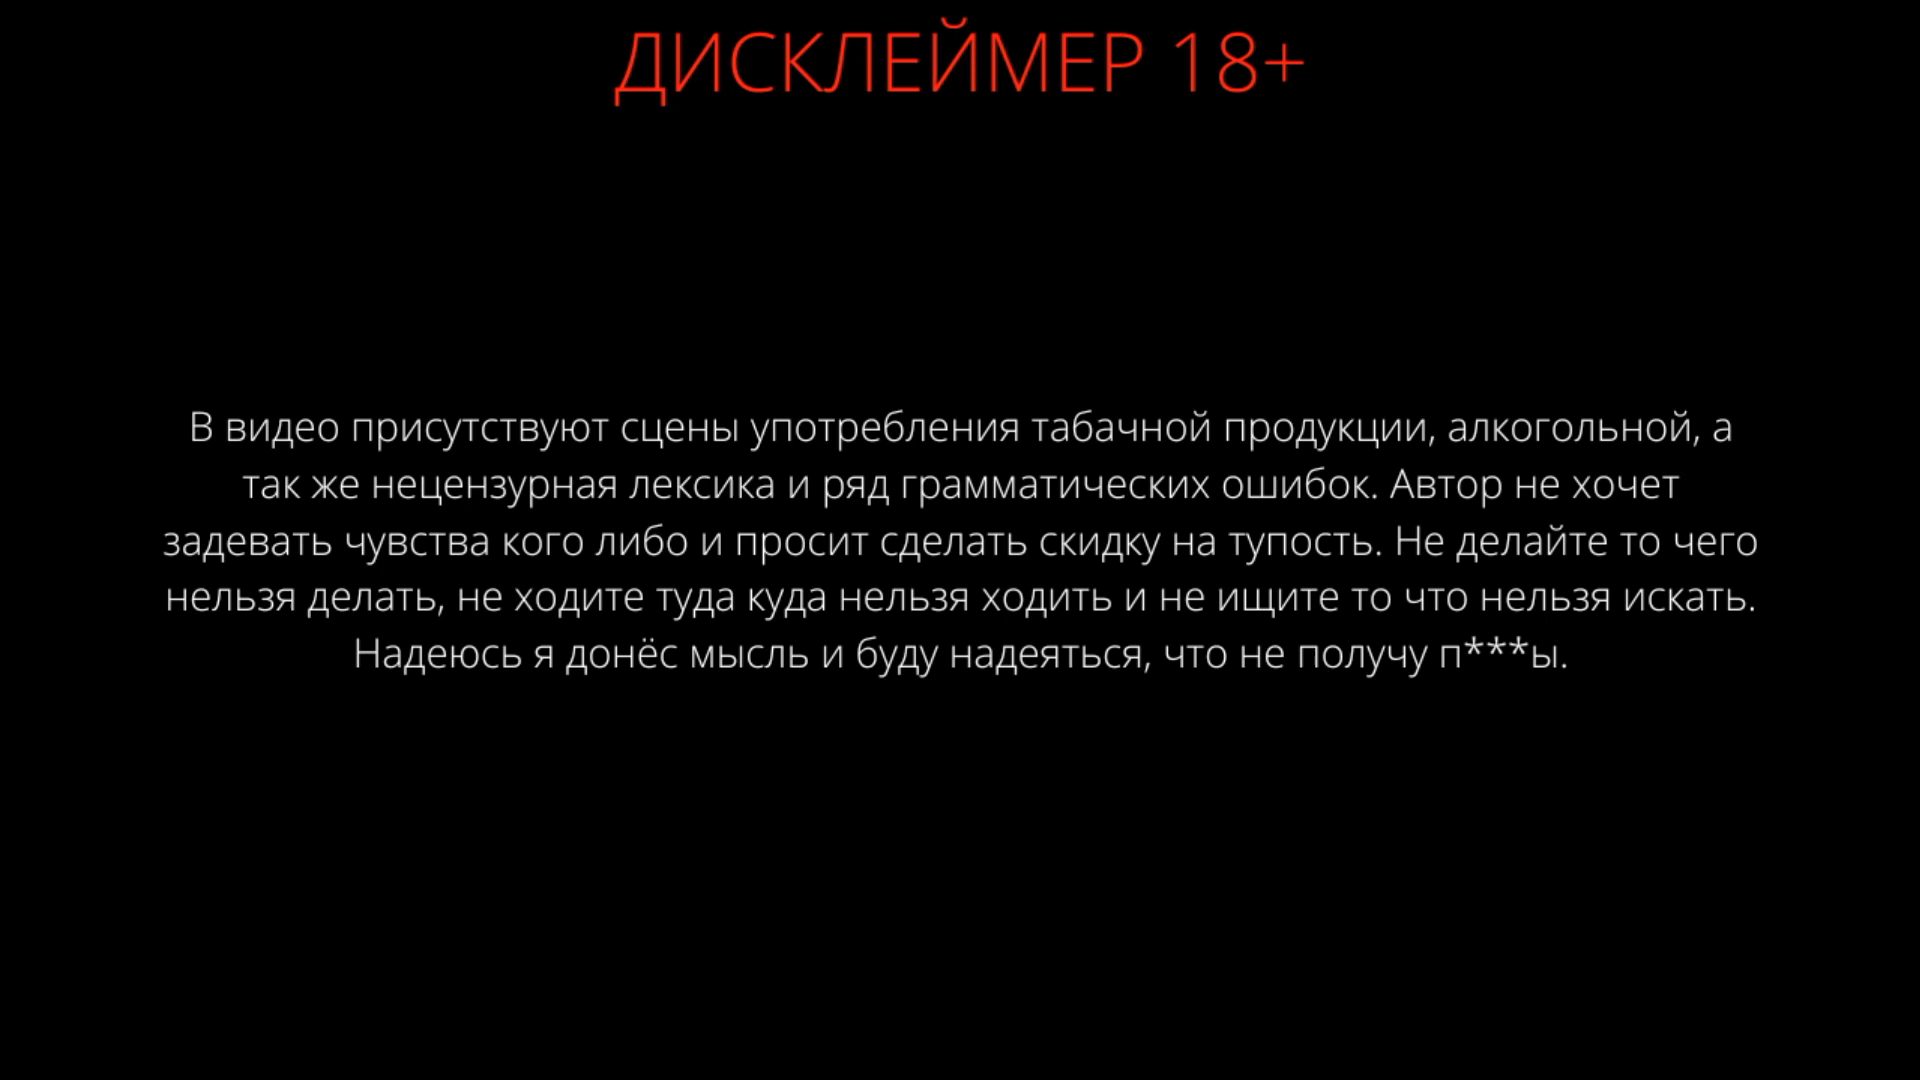 ДИСКЛЕЙМЕР 18+
В видео присутствуют сцены употребления табачной продукции, алкогольной, а
так же нецензурная лексика и ряд грамматических ошибок. Автор не хочет
задевать чувства кого либо и просит сделать скидку на тупость. Не делайте то чего
нельзя делать, не ходите туда куда нельзя ходить и не ищите то что нельзя искать.
Надеюсь я донёс мысль и буду надеяться, что не получу п***ы.